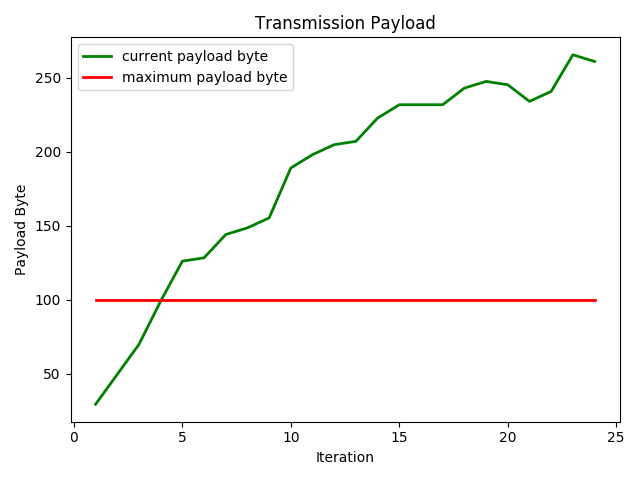 Transmission Payload
current payload byte
maximum payload byte
Payload Byte
250
200
150
100
50
0
5
10
15
20
25
Iteration